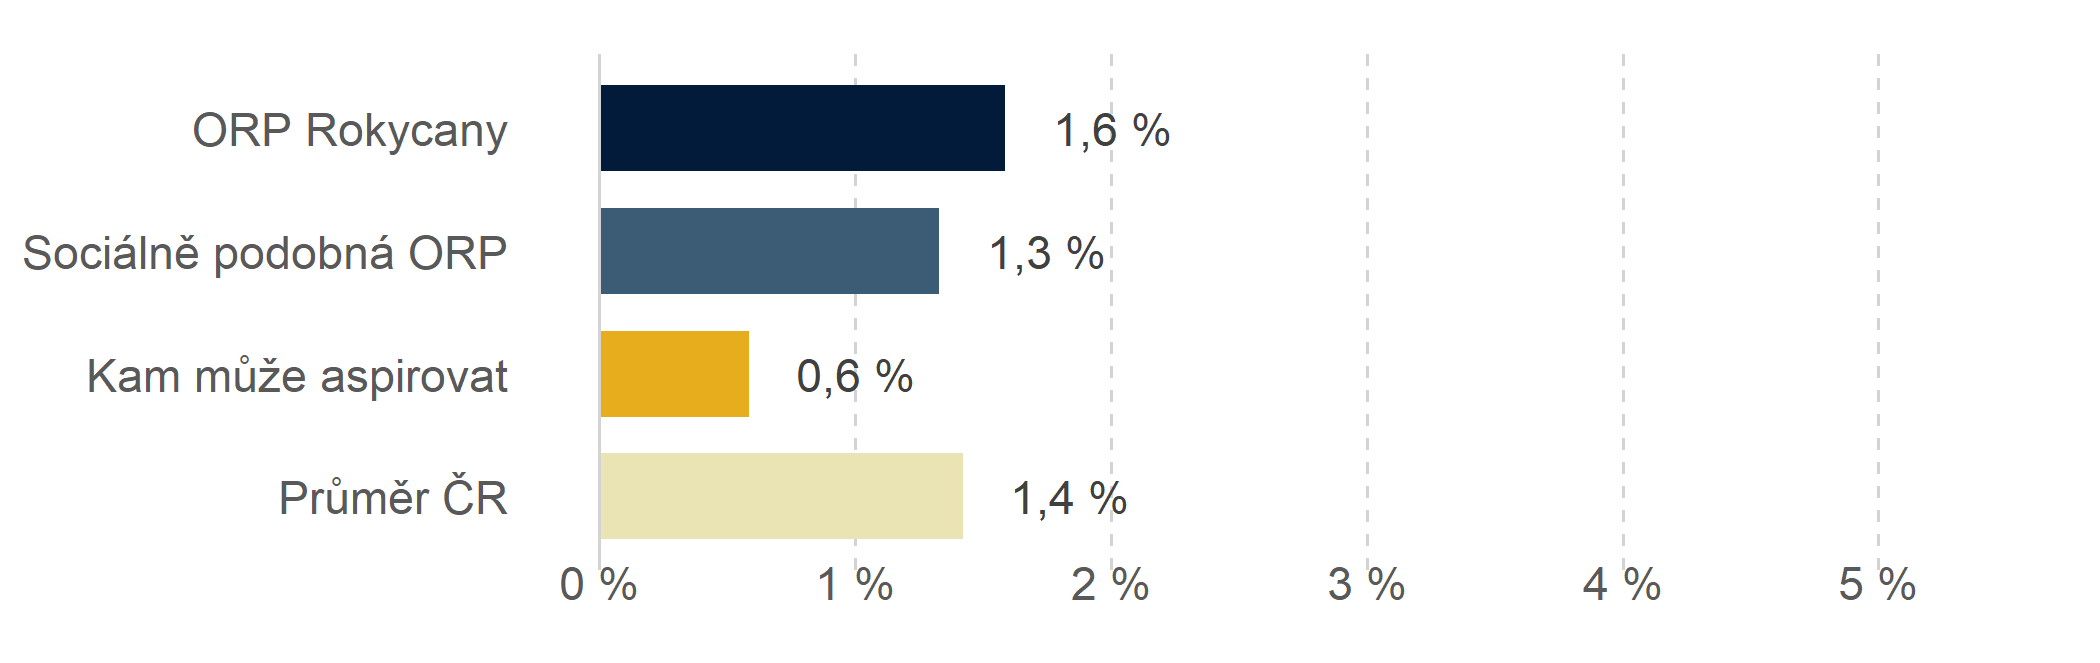 ORP Rokycany 1,6 %
Sociálně podobná ORP 1,3 %
Kam může aspirovat 0,6 %
Průměr ČR 1,4 %
0 % 1 % 2 % 3 % 4 % 5 %